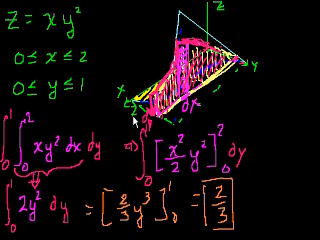 Z = xy²
0 ≤ x ≤ 2
0 ≤ y ≤ 1
z
y
x
2
dx
∫₀¹ ∫₀² xy² dx dy ⇒ ∫₀¹ [x²/2 y²]₀² dy
∫₀¹ 2y² dy = [2/3 y³]₀¹ = 2/3